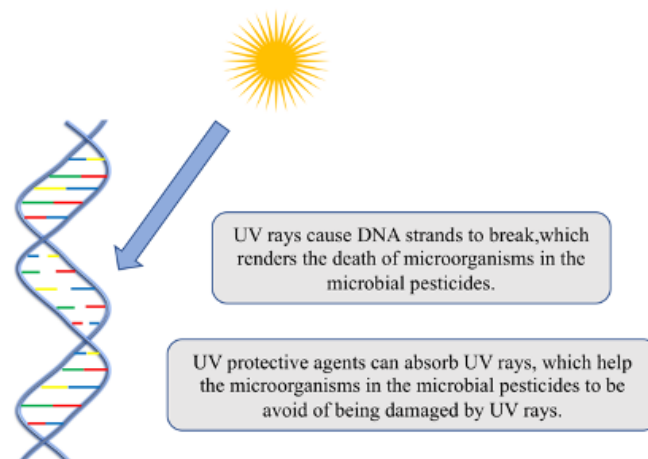 UV rays cause DNA strands to break,which
renders the death of microorganisms in the
microbial pesticides.
UV protective agents can absorb UV rays, which help
the microorganisms in the microbial pesticides to be
avoid of being damaged by UV rays.